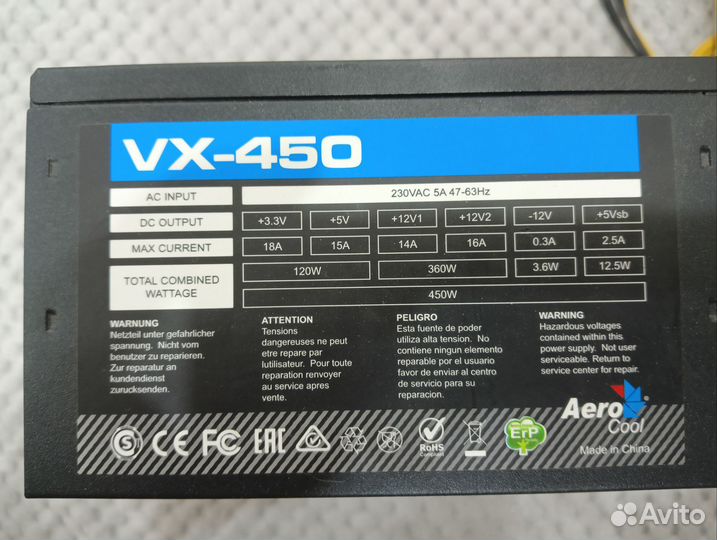 VX-450
AC INPUT 230VAC 5A 47-63Hz
DC OUTPUT +3.3V +5V +12V1 +12V2 -12V +5Vsb
MAX CURRENT 18A 15A 14A 16A 0.3A 2.5A
TOTAL COMBINED WATTAGE 120W 360W 3.6W 12.5W
450W
WARNUNG
Netzteil unter gefahrlicher
spannung. Nicht vom
benutzer zu reparieren.
Zur reparatur an
kundendienst
zurucksenden.
ATTENTION
Tensions
dangereuses ne peut
etre repare par
lutilisateur. Pour toute
reparation renvoyer
au service apres
vente.
PELIGRO
Esta fuente de poder
utiliza alta tension. No
contiene ningun elemento
reparable por el usuario
favor de enviar al centro
de servicio para su
reparacion.
WARNING
Hazardous voltages
contained within this
power supply. Not user
serviceable. Return to
service center for repair.
Aero
Cool
Made in China
S CE FC EAC RoHS
Compliant
ErP
Avito